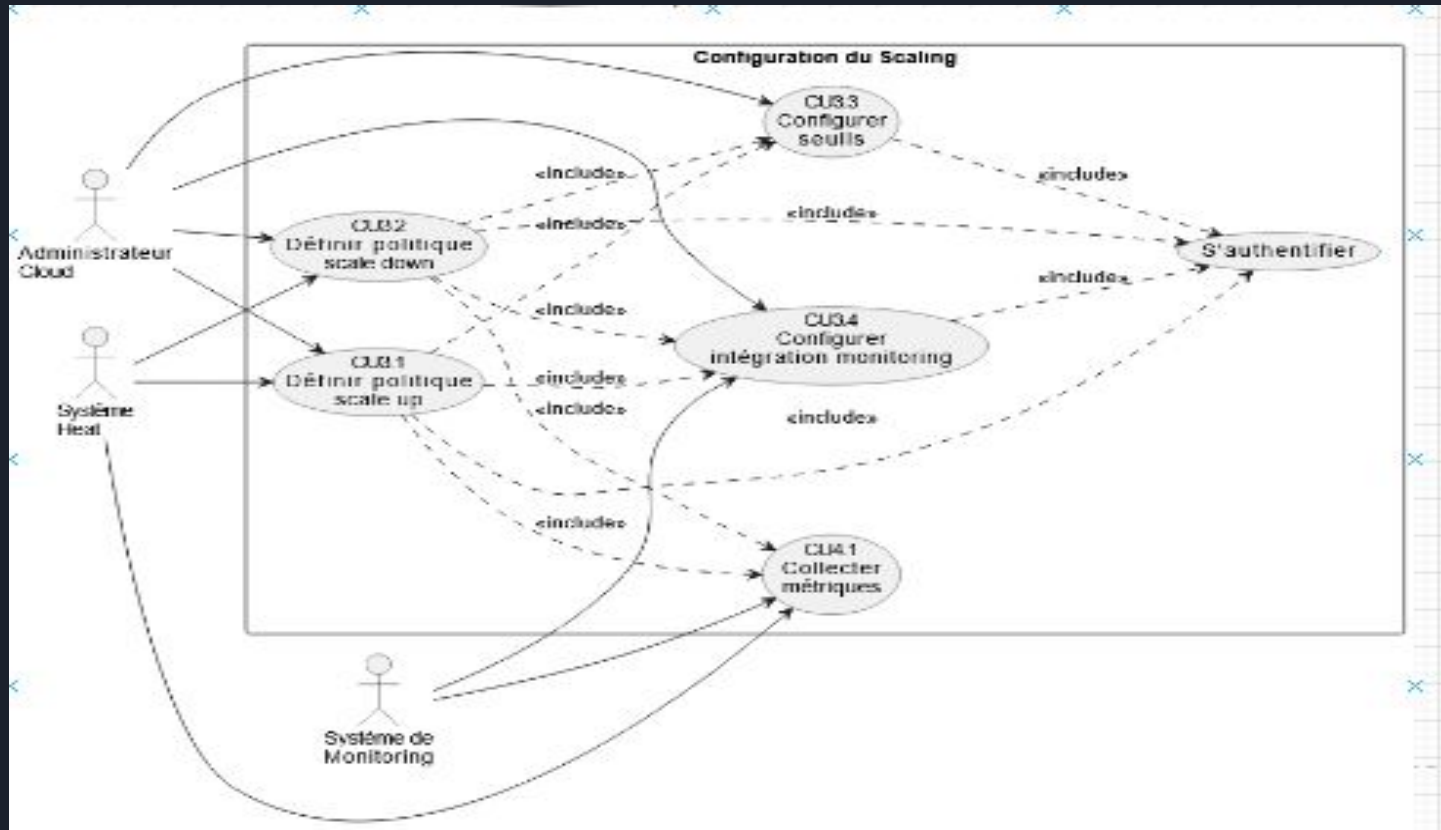 Configuration du Scaling
CU3.3
Configurer
seuils
«include»
«include»
«include»
«include»
Administrateur
Cloud
CU3.2
Définir politique
scale down
S'authentifier
«include»
«include»
CU3.4
Configurer
intégration monitoring
Système
Heat
CU3.1
Définir politique
scale up
«include»
«include»
«include»
«include»
CU4.1
Collecter
métriques
Système de
Monitoring